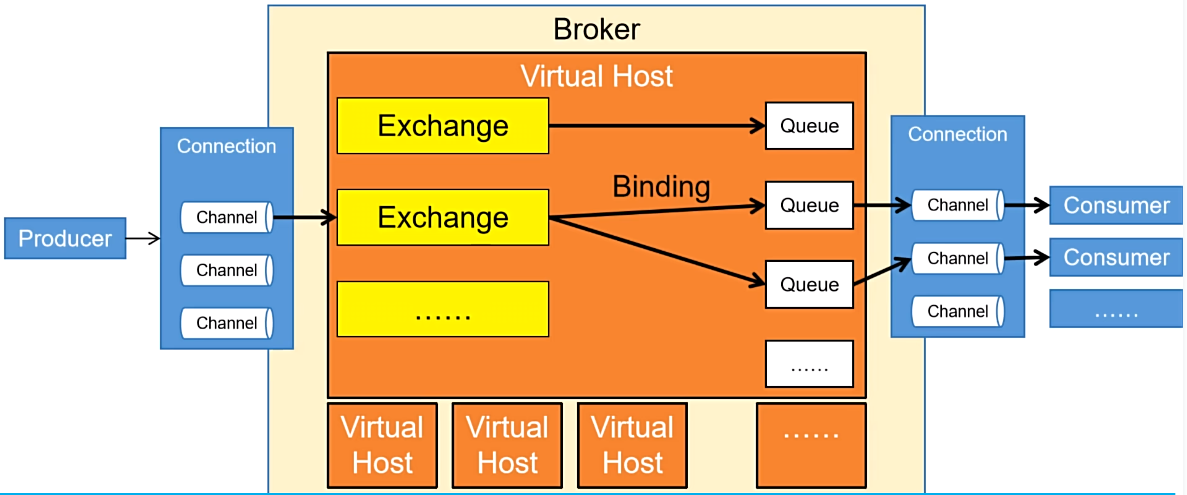 Broker
Virtual Host
Exchange
Queue
Connection
Connection
Binding
Channel
Exchange
Queue
Channel
Consumer
Producer
Channel
Queue
Channel
Consumer
Channel
......
Channel
......
......
Virtual
Host
Virtual
Host
Virtual
Host
......